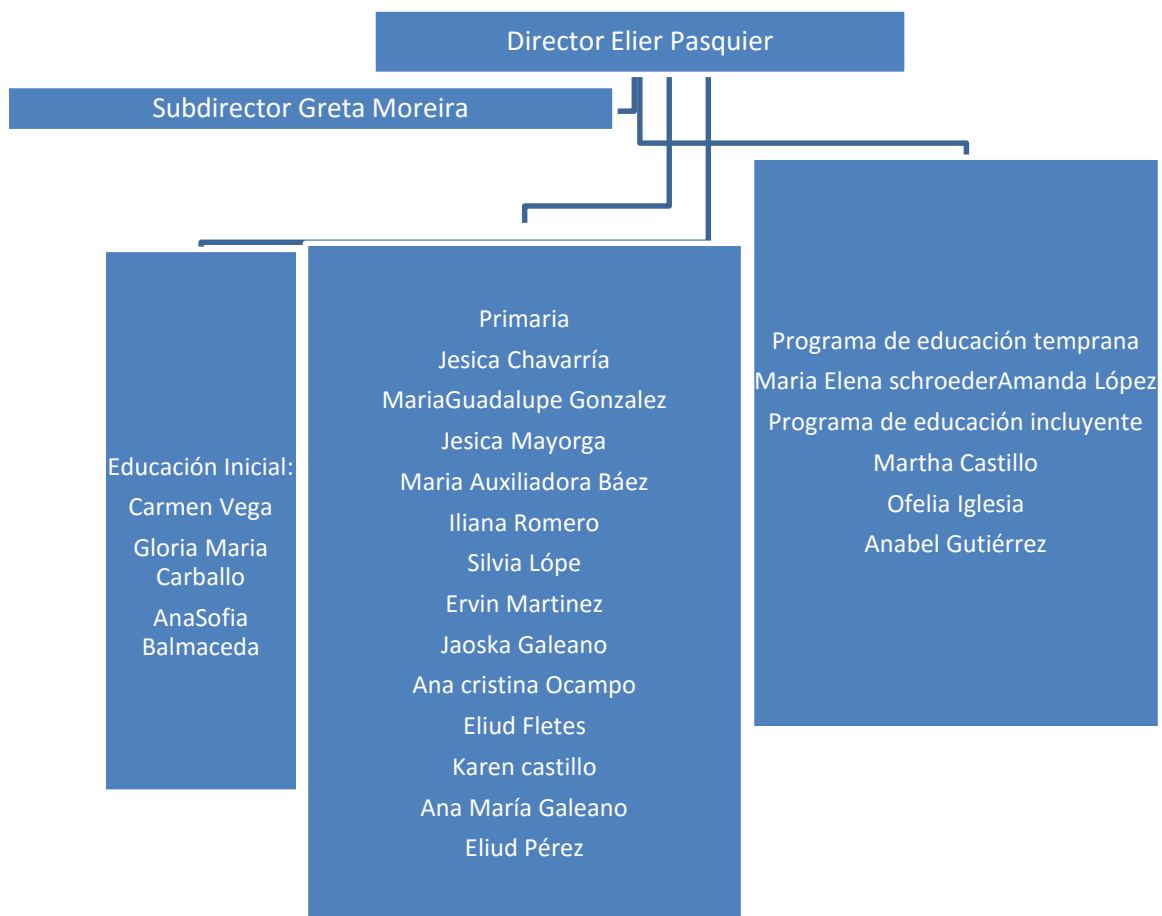 Director Elier Pasquier
Subdirector Greta Moreira
Educación Inicial:
Carmen Vega
Gloria Maria
Carballo
AnaSofia
Balmaceda
Primaria
Jesica Chavarría
MariaGuadalupe Gonzalez
Jesica Mayorga
Maria Auxiliadora Báez
Iliana Romero
Silvia Lópe
Ervin Martinez
Jaoska Galeano
Ana cristina Ocampo
Eliud Fletes
Karen castillo
Ana María Galeano
Eliud Pérez
Programa de educación temprana
Maria Elena schroederAmanda López
Programa de educación incluyente
Martha Castillo
Ofelia Iglesia
Anabel Gutiérrez